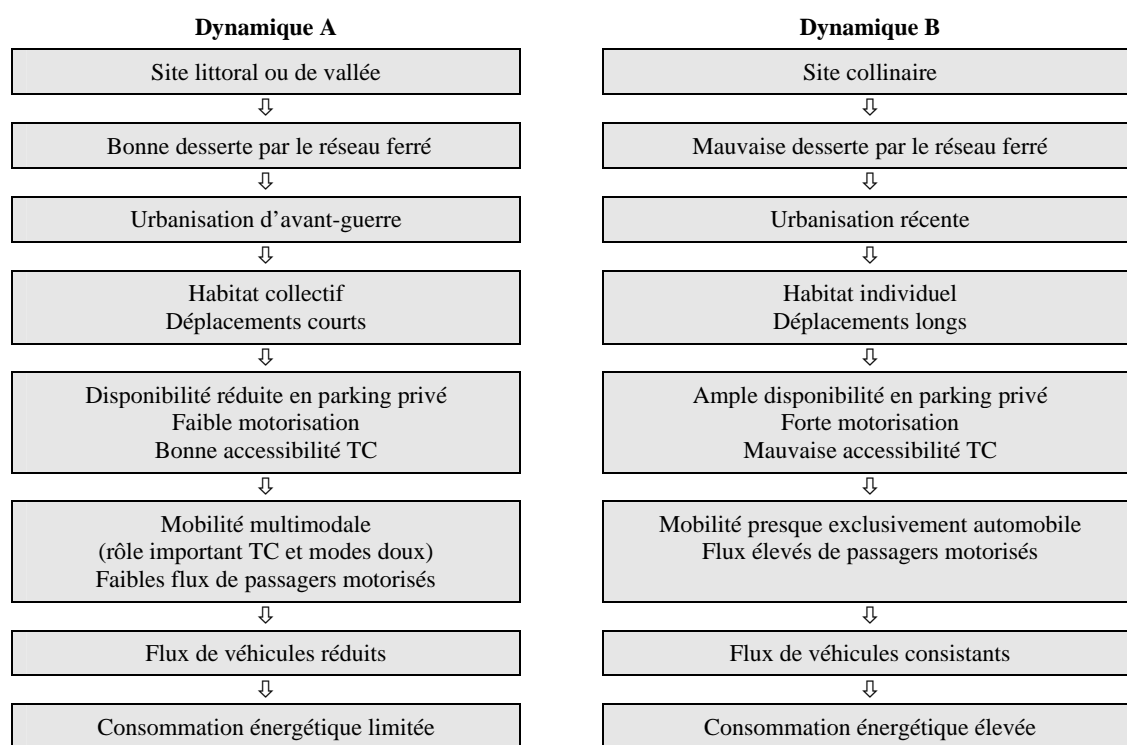 Dynamique A
Site littoral ou de vallée
⇩
Bonne desserte par le réseau ferré
⇩
Urbanisation d’avant-guerre
⇩
Habitat collectif
Déplacements courts
⇩
Disponibilité réduite en parking privé
Faible motorisation
Bonne accessibilité TC
⇩
Mobilité multimodale
(rôle important TC et modes doux)
Faibles flux de passagers motorisés
⇩
Flux de véhicules réduits
⇩
Consommation énergétique limitée
Dynamique B
Site collinaire
⇩
Mauvaise desserte par le réseau ferré
⇩
Urbanisation récente
⇩
Habitat individuel
Déplacements longs
⇩
Ample disponibilité en parking privé
Forte motorisation
Mauvaise accessibilité TC
⇩
Mobilité presque exclusivement automobile
Flux élevés de passagers motorisés
⇩
Flux de véhicules consistants
⇩
Consommation énergétique élevée